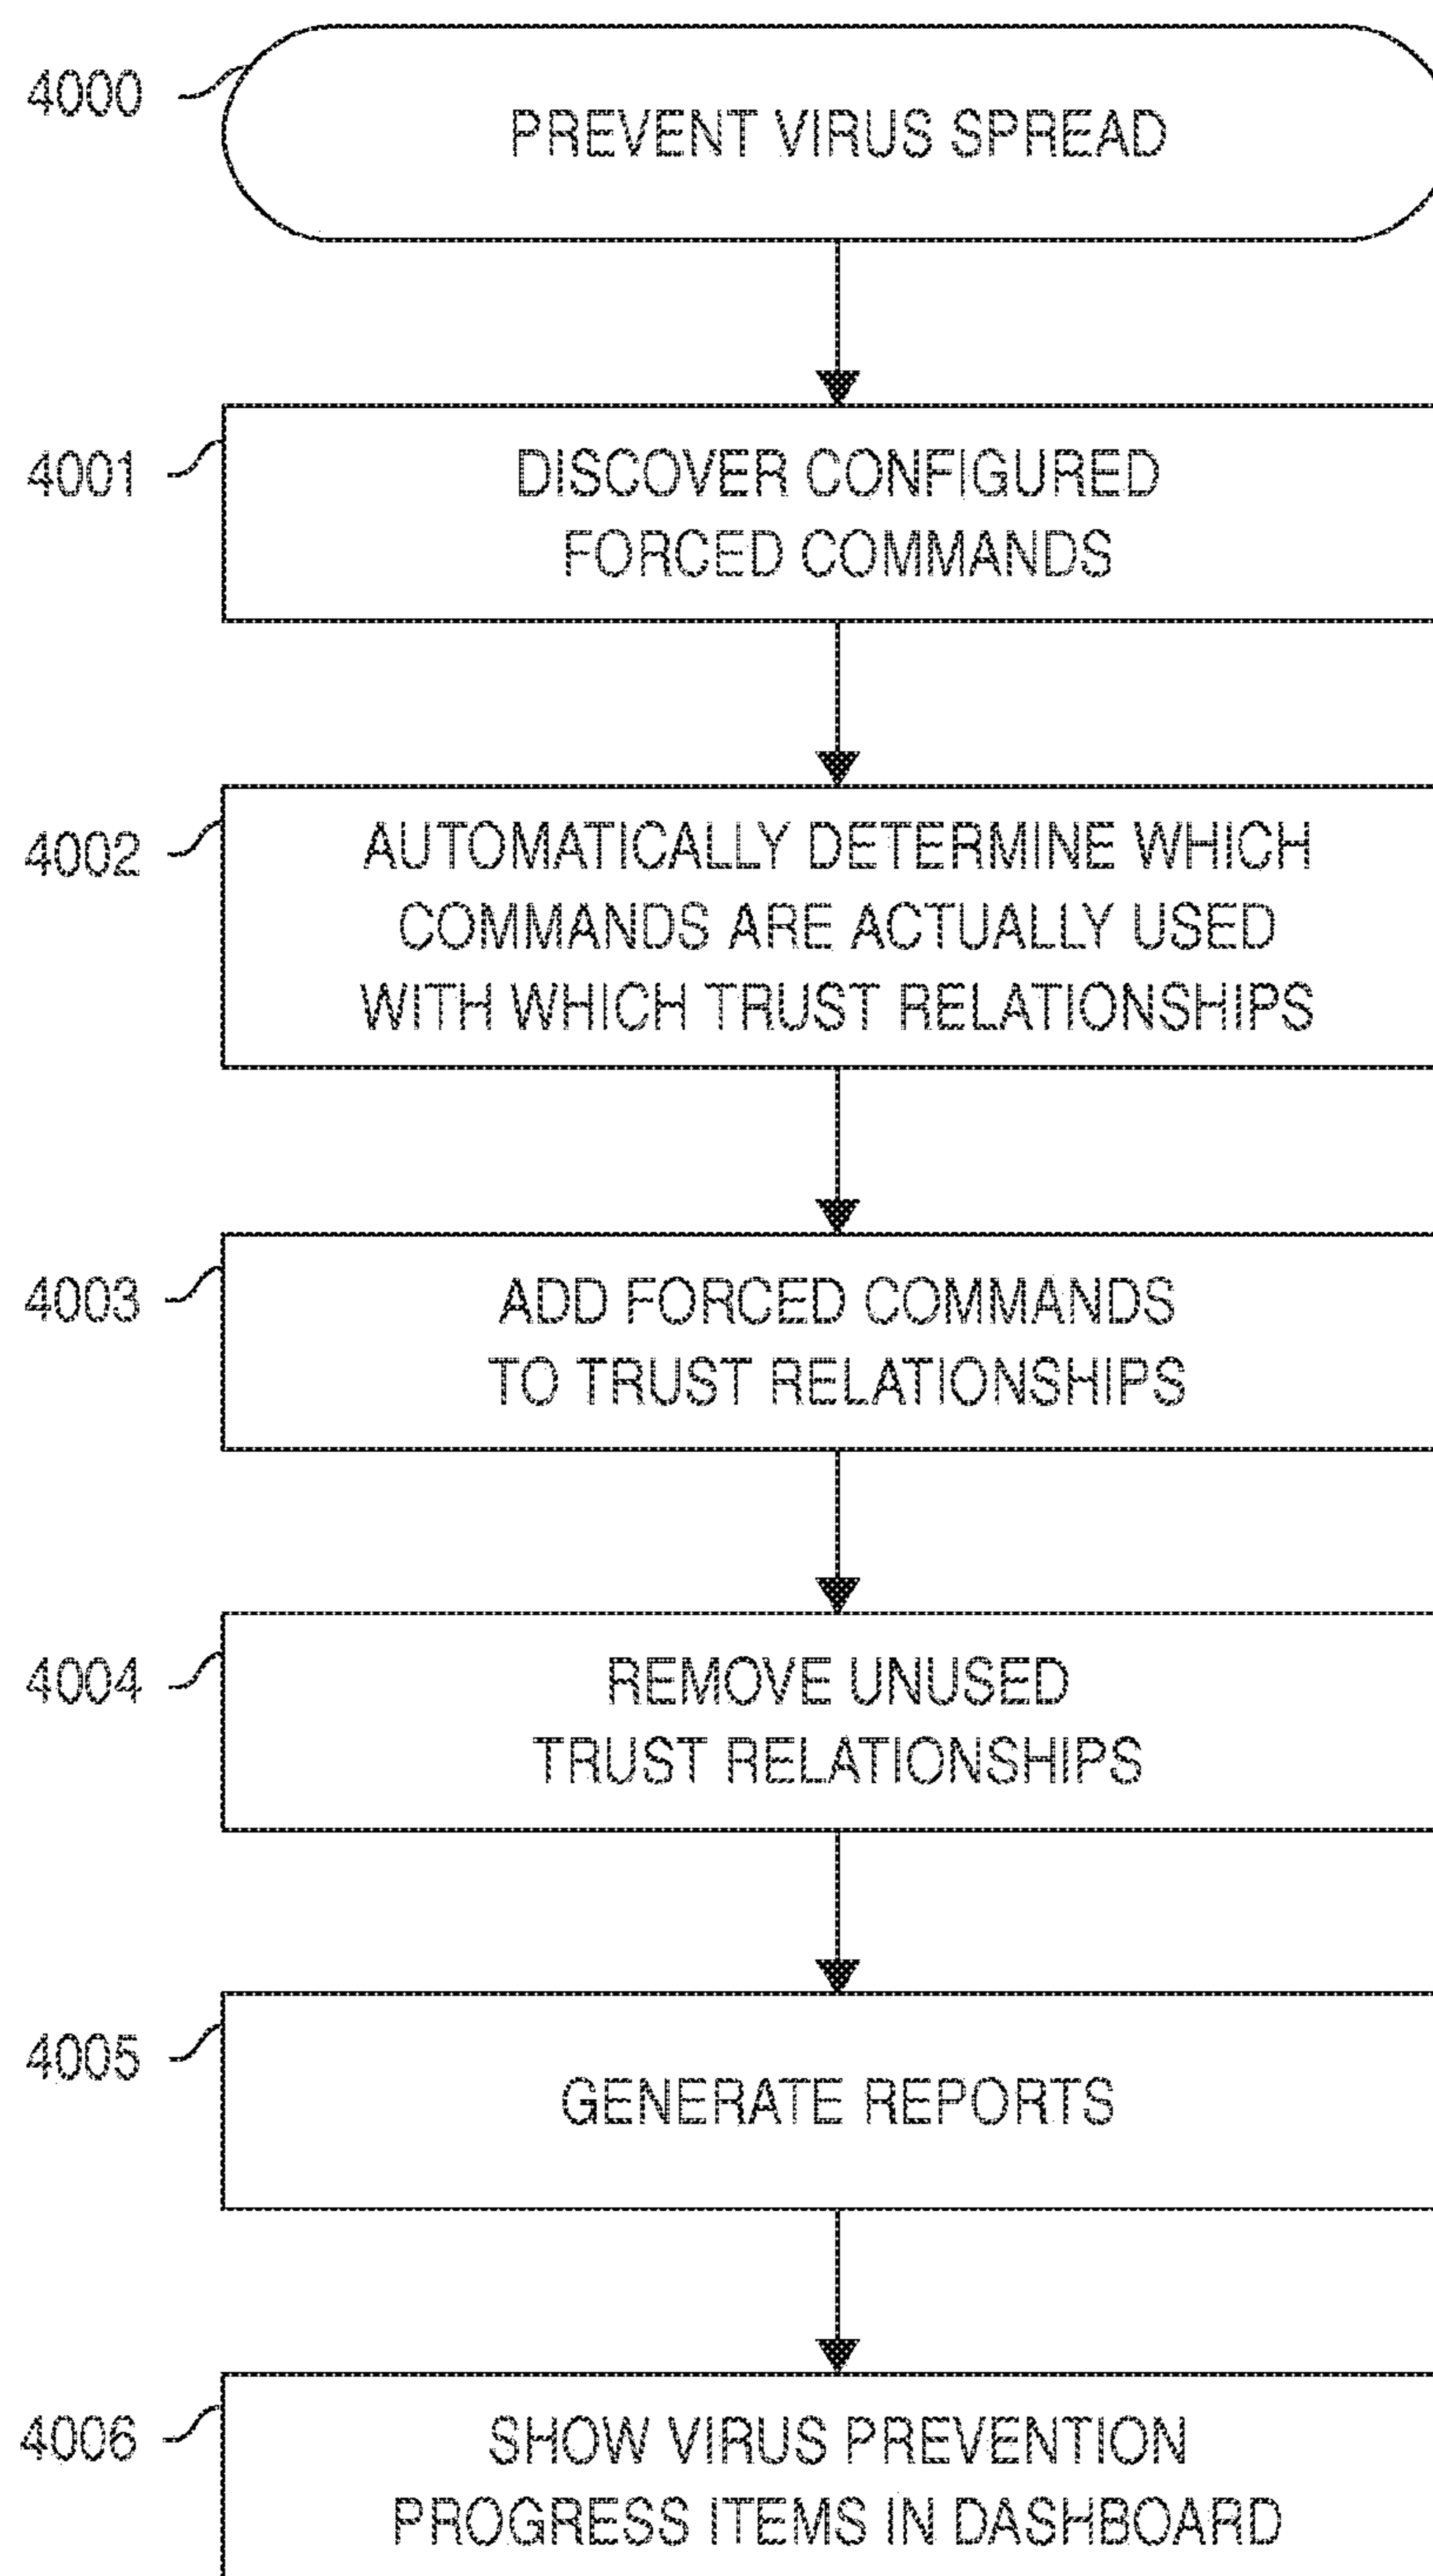 4000
PREVENT VIRUS SPREAD
4001
DISCOVER CONFIGURED
FORCED COMMANDS
4002
AUTOMATICALLY DETERMINE WHICH
COMMANDS ARE ACTUALLY USED
WITH WHICH TRUST RELATIONSHIPS
4003
ADD FORCED COMMANDS
TO TRUST RELATIONSHIPS
4004
REMOVE UNUSED
TRUST RELATIONSHIPS
4005
GENERATE REPORTS
4006
SHOW VIRUS PREVENTION
PROGRESS ITEMS IN DASHBOARD